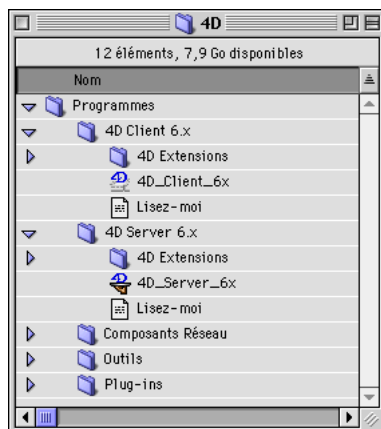 4D
12 éléments, 7,9 Go disponibles
Nom
Programmes
4D Client 6.x
4D Extensions
4D_Client_6x
Lisez-moi
4D Server 6.x
4D Extensions
4D_Server_6x
Lisez-moi
Composants Réseau
Outils
Plug-ins